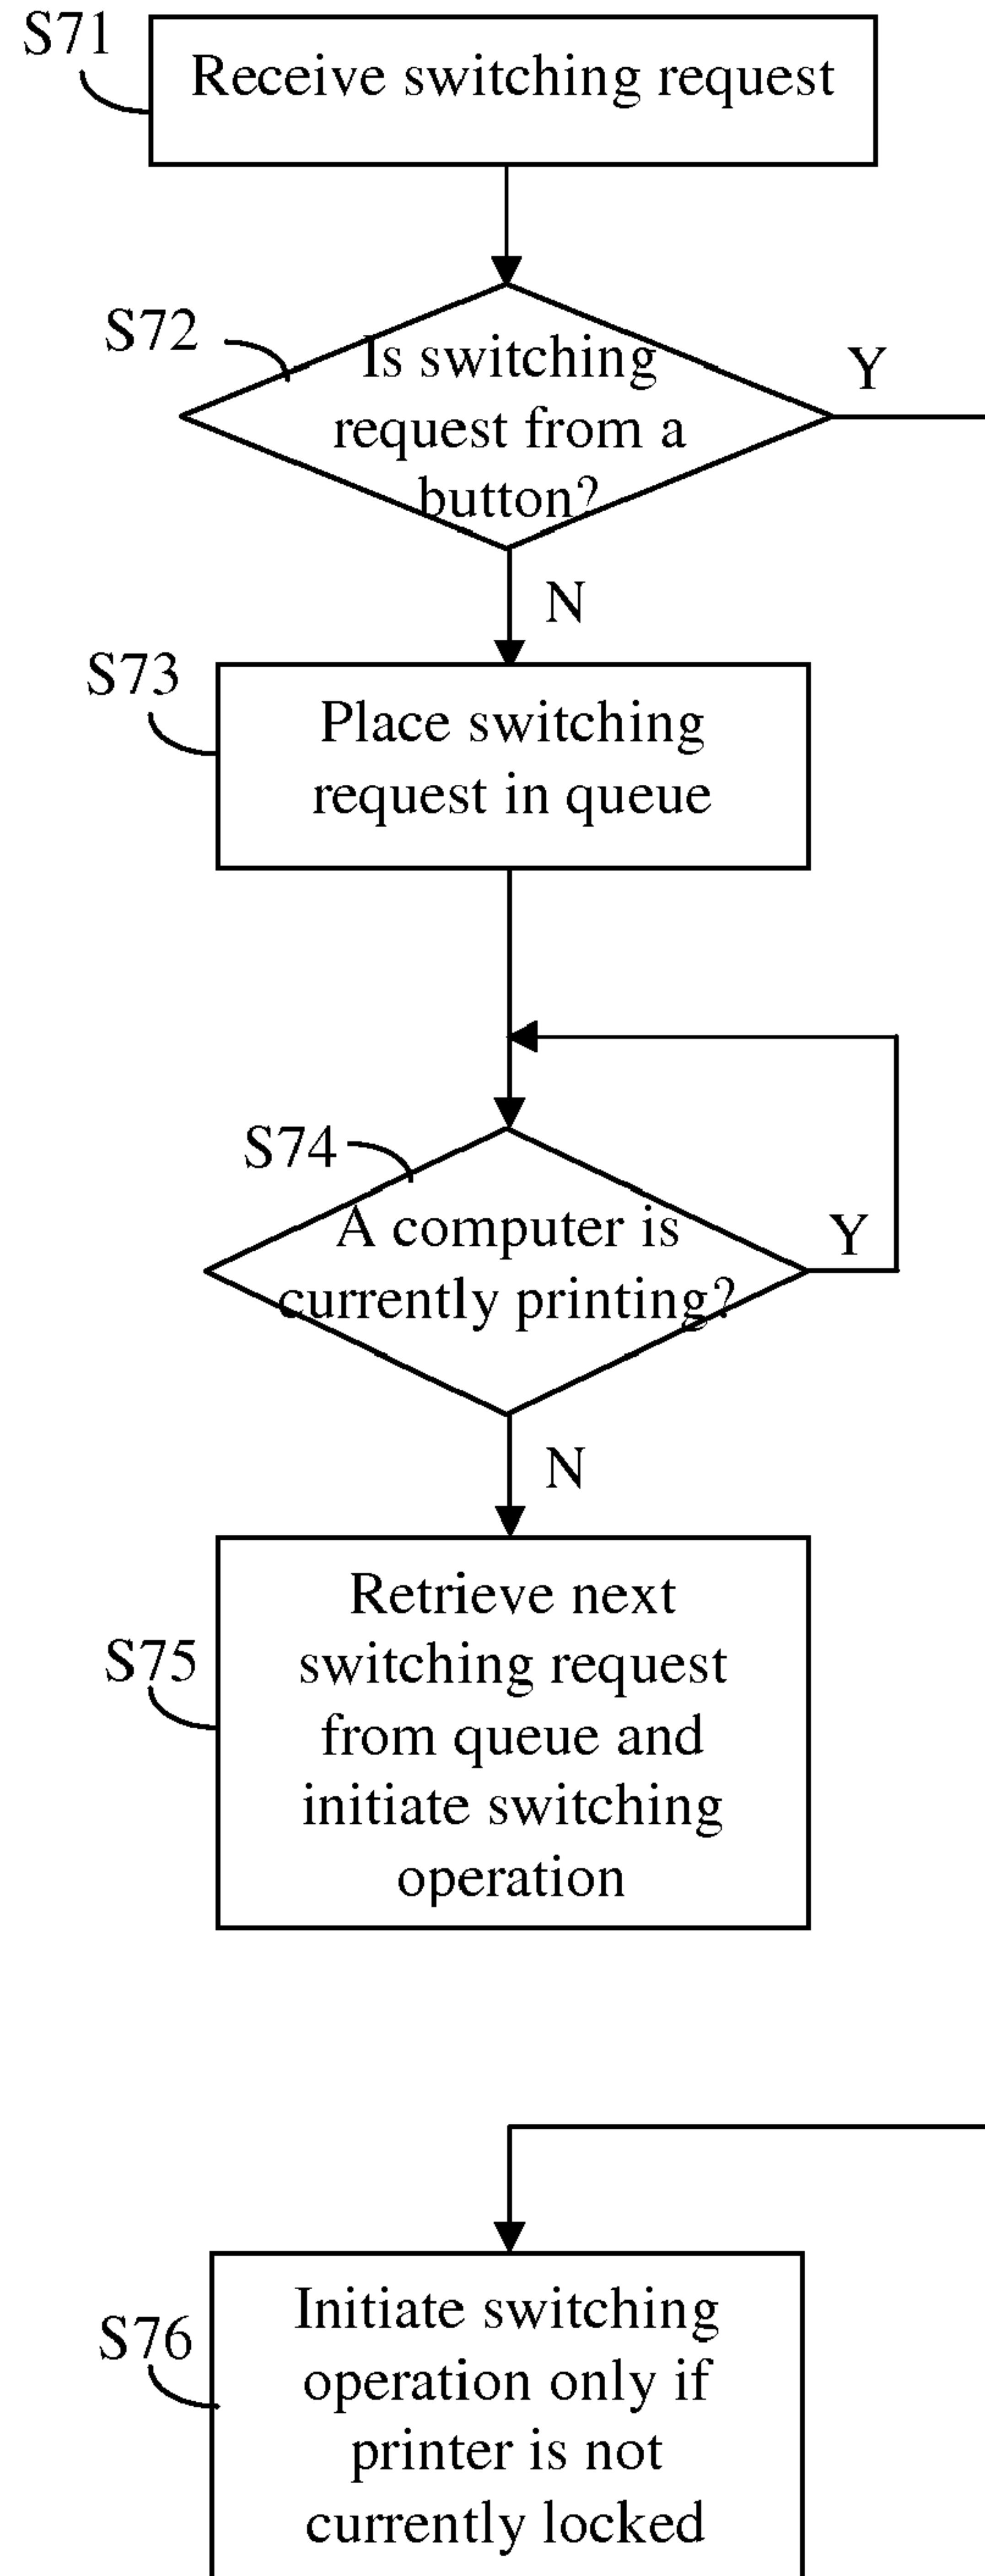 S71
Receive switching request
S72
Is switching
request from a
button?
Y
N
S73
Place switching
request in queue
S74
A computer is
currently printing?
Y
N
S75
Retrieve next
switching request
from queue and
initiate switching
operation
S76
Initiate switching
operation only if
printer is not
currently locked